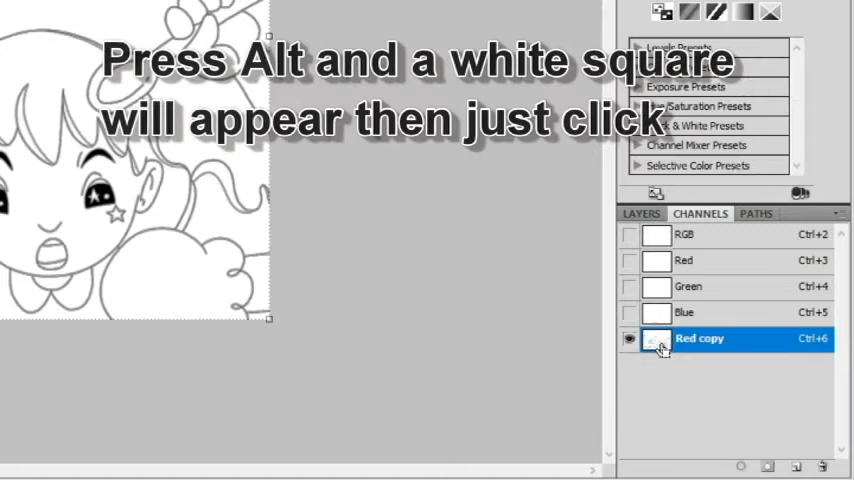 Press Alt and a white square
will appear then just click
Levels Presets
Exposure Presets
/Saturation Presets
& White Presets
Channel Mixer Presets
Selective Color Presets
LAYERS CHANNELS PATHS
RGB Ctrl+2
Red Ctrl+3
Green Ctrl+4
Blue Ctrl+5
Red copy Ctrl+6